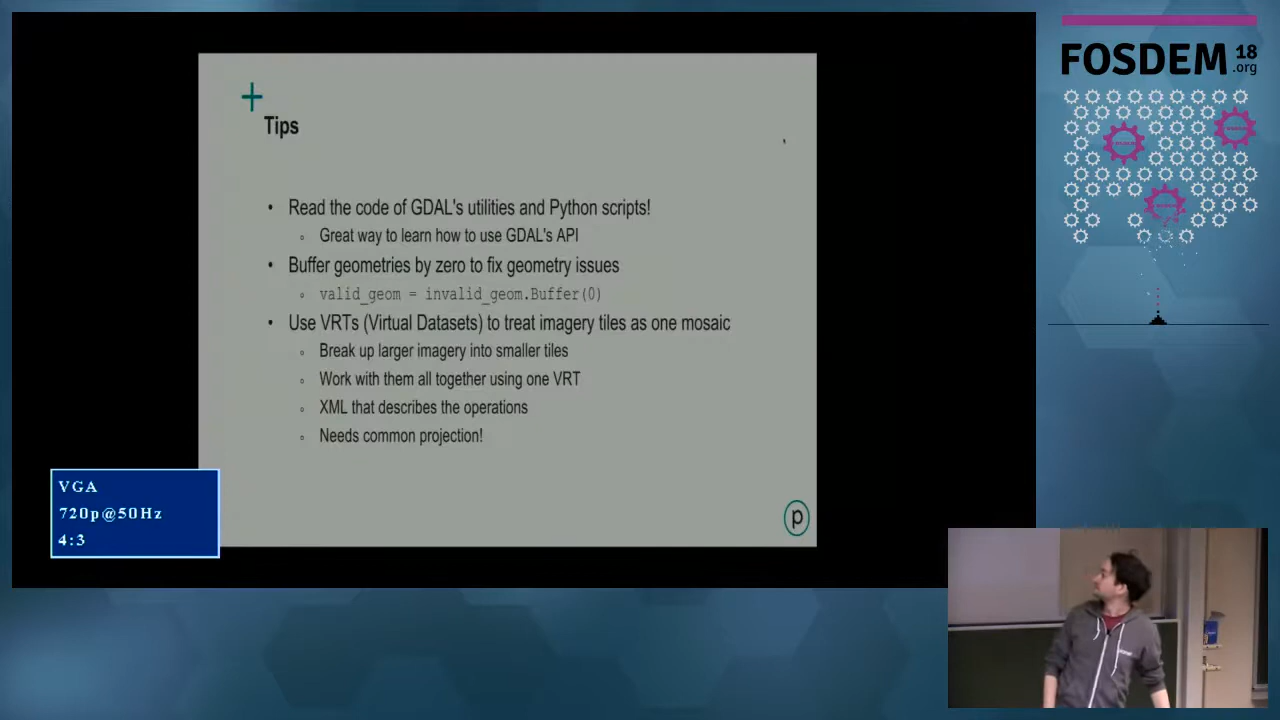 Tips
• Read the code of GDAL's utilities and Python scripts!
◦ Great way to learn how to use GDAL's API
• Buffer geometries by zero to fix geometry issues
◦ valid_geom = invalid_geom.Buffer(0)
• Use VRTs (Virtual Datasets) to treat imagery tiles as one mosaic
◦ Break up larger imagery into smaller tiles
◦ Work with them all together using one VRT
◦ XML that describes the operations
◦ Needs common projection!
p
VGA
720p@50Hz
4:3
FOSDEM 18
.org